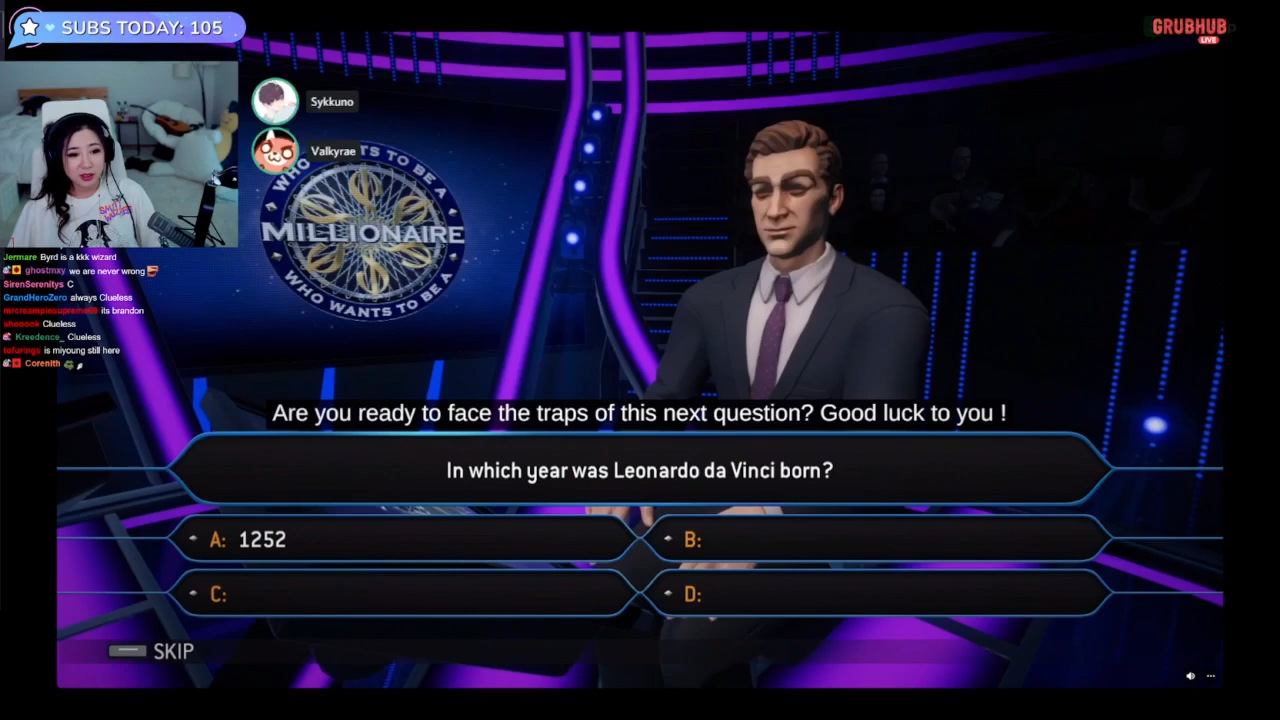 SUBS TODAY: 105
GRUBHUB
LIVE
Sykkuno
Valkyrae
WHO WANTS TO BE A
MILLIONAIRE
WHO WANTS TO BE A
Jermare Byrd is a kkk wizard
ghostmxy we are never wrong
SirenSerenitys C
GrandHeroZero always Clueless
its brandon
shooock Clueless
Kreedence_ Clueless
tofurings is miyoung still here
Corenith
Are you ready to face the traps of this next question? Good luck to you !
In which year was Leonardo da Vinci born?
A: 1252
B:
C:
D:
SKIP